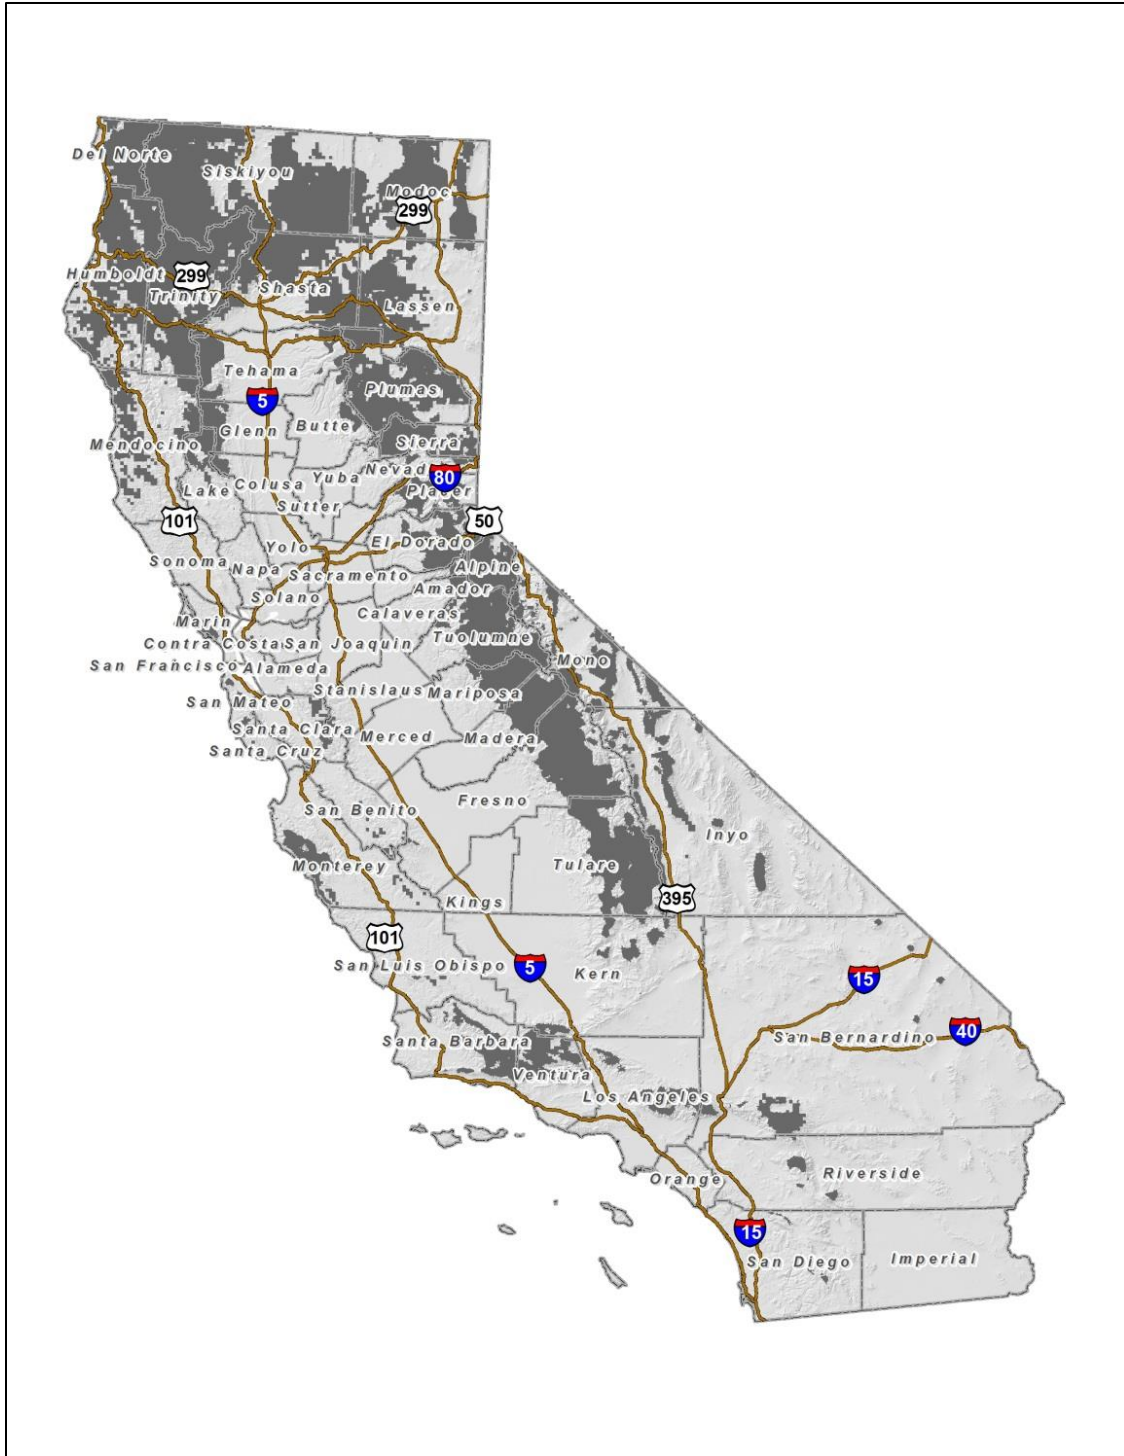 Del Norte
Siskiyou
Modoc
299
299
Humboldt
Trinity
Shasta
Lassen
Tehama
Plumas
5
Glenn
Butte
Sierra
Mendocino
Nevad
80
Yuba
Lake
Colusa
Placer
Sutter
101
50
Yolo
El Dorado
Sonoma
Napa
Sacramento
Alpine
Solano
Amador
Calaveras
Marin
Tuolumne
Contra Costa
San Joaquin
San Francisco
Alameda
Mono
Stanislaus
Mariposa
San Mateo
Santa Clara
Merced
Madera
Santa Cruz
San Benito
Fresno
Inyo
Monterey
Tulare
Kings
395
101
San Luis Obispo
5
Kern
15
Santa Barbara
San Bernardino
40
Ventura
Los Angeles
Orange
Riverside
15
San Diego
Imperial